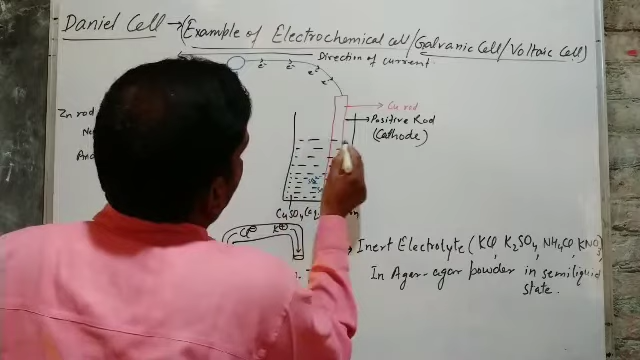 Daniel Cell → (Example of Electrochemical cell/Galvanic Cell/Voltaic Cell)
Direction of current
e⁻ e⁻ e⁻ e⁻
Cu rod
Zn rod
Positive Rod
(Cathode)
CuSO₄
Cl⊖ K⊕
Inert Electrolyte (KCl, K₂SO₄, NH₄Cl, KNO₃)
In Agar-agar powder in semiliquid
state.